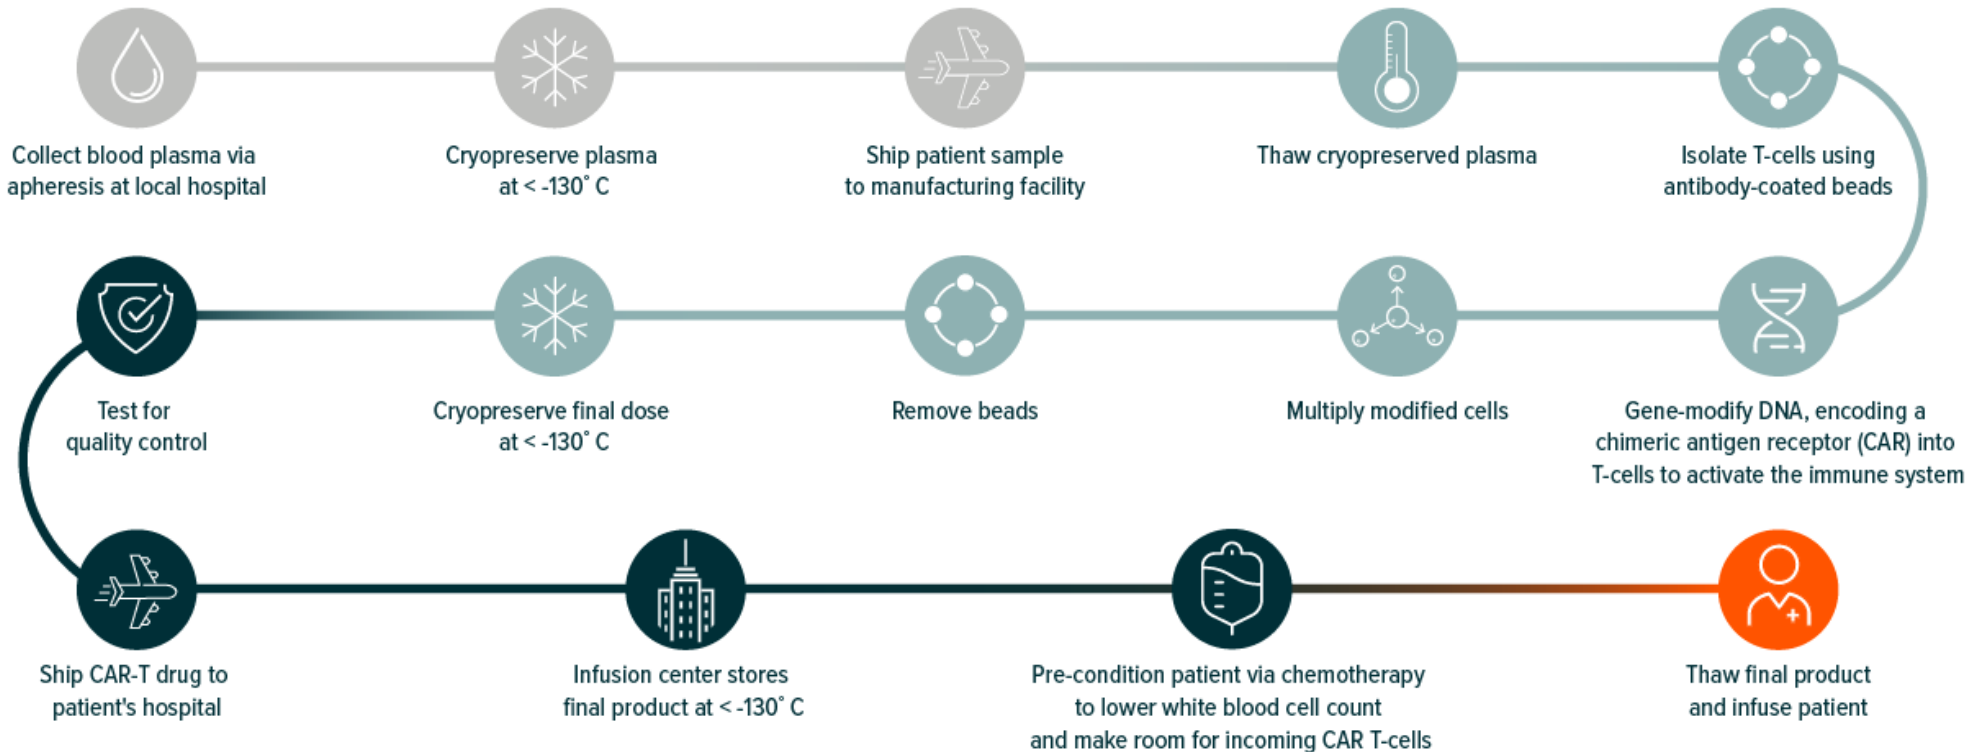 Collect blood plasma via
apheresis at local hospital
Cryopreserve plasma
at < -130° C
Ship patient sample
to manufacturing facility
Thaw cryopreserved plasma
Isolate T-cells using
antibody-coated beads
Test for
quality control
Cryopreserve final dose
at < -130° C
Remove beads
Multiply modified cells
Gene-modify DNA, encoding a
chimeric antigen receptor (CAR) into
T-cells to activate the immune system
Ship CAR-T drug to
patient's hospital
Infusion center stores
final product at < -130° C
Pre-condition patient via chemotherapy
to lower white blood cell count
and make room for incoming CAR T-cells
Thaw final product
and infuse patient